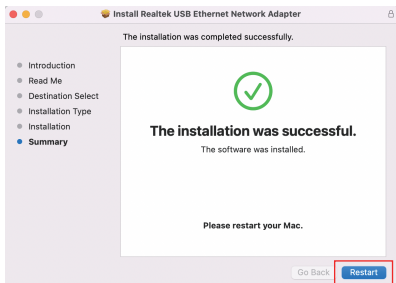 Install Realtek USB Ethernet Network Adapter
The installation was completed successfully.
Introduction
Read Me
Destination Select
Installation Type
Installation
Summary
The installation was successful.
The software was installed.
Please restart your Mac.
Go Back
Restart